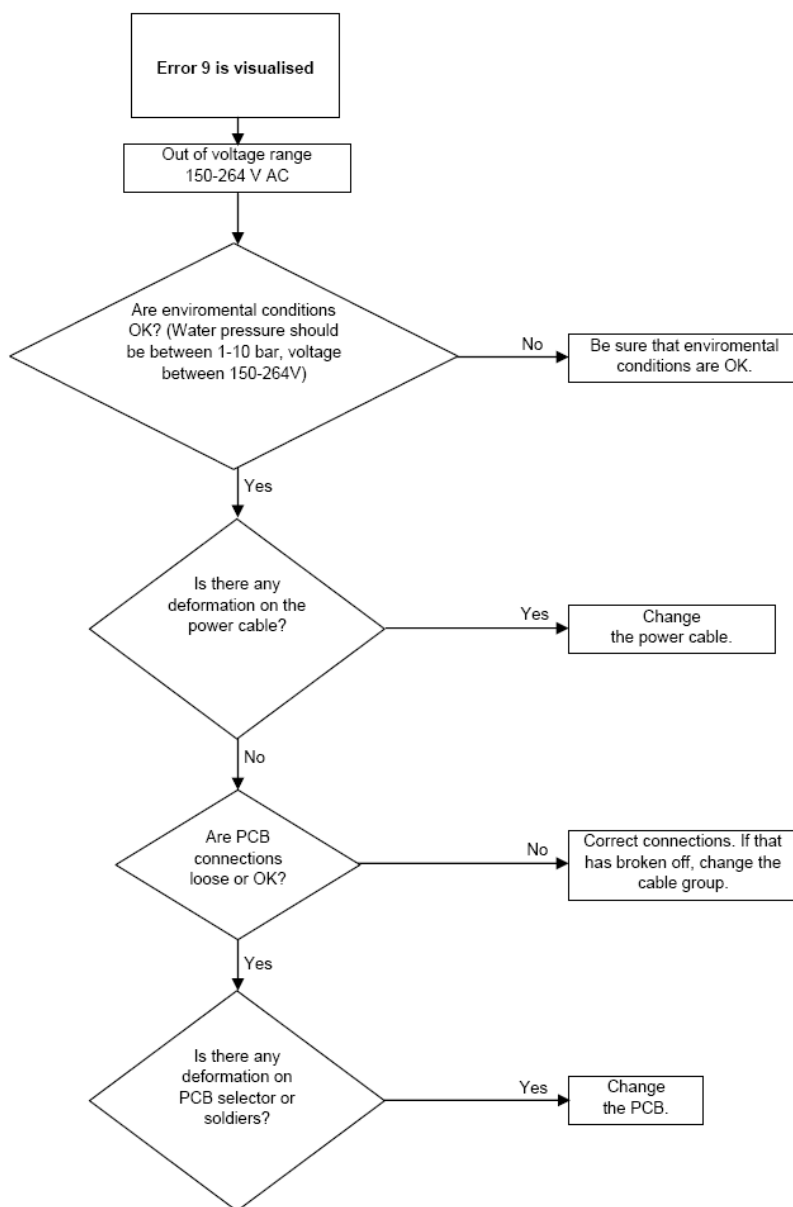 Error 9 is visualised
Out of voltage range
150-264 V AC
Are enviromental conditions
OK? (Water pressure should
be between 1-10 bar, voltage
between 150-264V)
No
Be sure that enviromental
conditions are OK.
Yes
Is there any
deformation on the
power cable?
Yes
Change
the power cable.
No
Are PCB
connections
loose or OK?
No
Correct connections. If that
has broken off, change the
cable group.
Yes
Is there any
deformation on
PCB selector or
soldiers?
Yes
Change
the PCB.